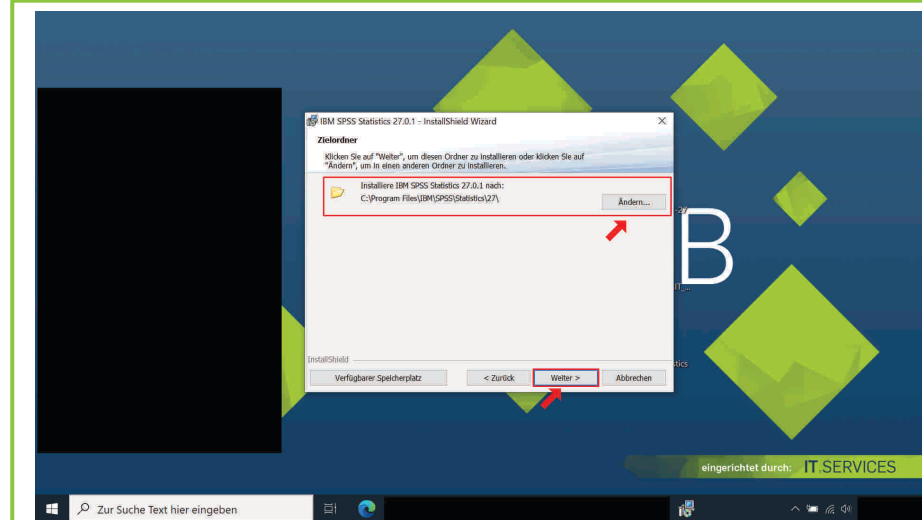 IBM SPSS Statistics 27.0.1 - InstallShield Wizard
Zielordner
Klicken Sie auf "Weiter", um diesen Ordner zu installieren oder klicken Sie auf
"Ändern", um in einen anderen Ordner zu installieren.
Installiere IBM SPSS Statistics 27.0.1 nach:
C:\Program Files\IBM\SPSS\Statistics\27\
Ändern...
-27
B
IT_...
stics
InstallShield
Verfügbarer Speicherplatz
< Zurück
Weiter >
Abbrechen
eingerichtet durch: IT.SERVICES
Zur Suche Text hier eingeben